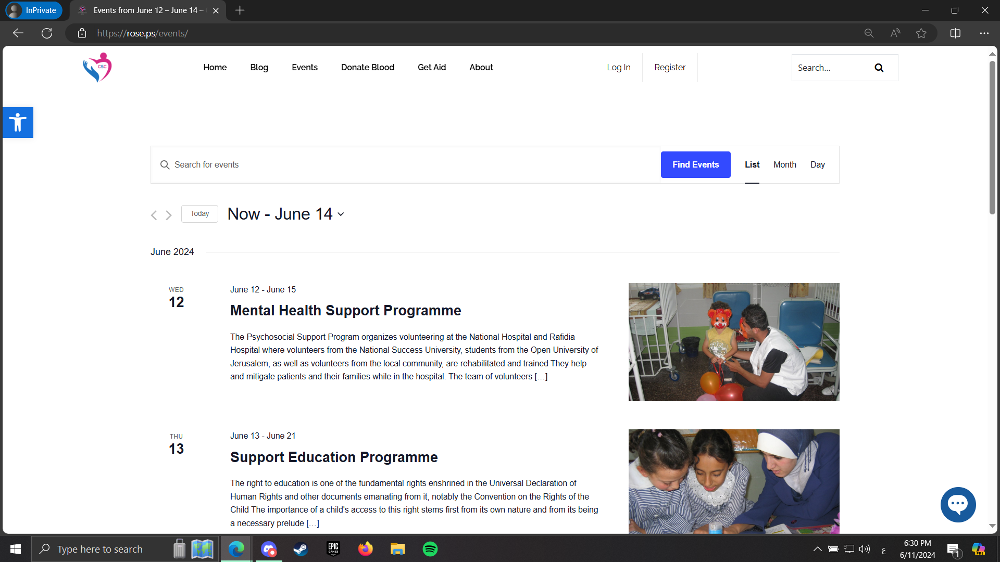 InPrivate
Events from June 12 – June 14 –
https://rose.ps/events/
CSC
Home
Blog
Events
Donate Blood
Get Aid
About
Log In
Register
Search...
Search for events
Find Events
List
Month
Day
Today
Now - June 14
June 2024
WED
12
June 12 - June 15
Mental Health Support Programme
The Psychosocial Support Program organizes volunteering at the National Hospital and Rafidia
Hospital where volunteers from the National Success University, students from the Open University of
Jerusalem, as well as volunteers from the local community, are rehabilitated and trained They help
and mitigate patients and their families while in the hospital. The team of volunteers […]
THU
13
June 13 - June 21
Support Education Programme
The right to education is one of the fundamental rights enshrined in the Universal Declaration of
Human Rights and other documents emanating from it, notably the Convention on the Rights of the
Child The importance of a child's access to this right stems first from its own nature and from its being
a necessary prelude […]
Type here to search
EPIC
GAMES
ع
6:30 PM
6/11/2024
1
PRE